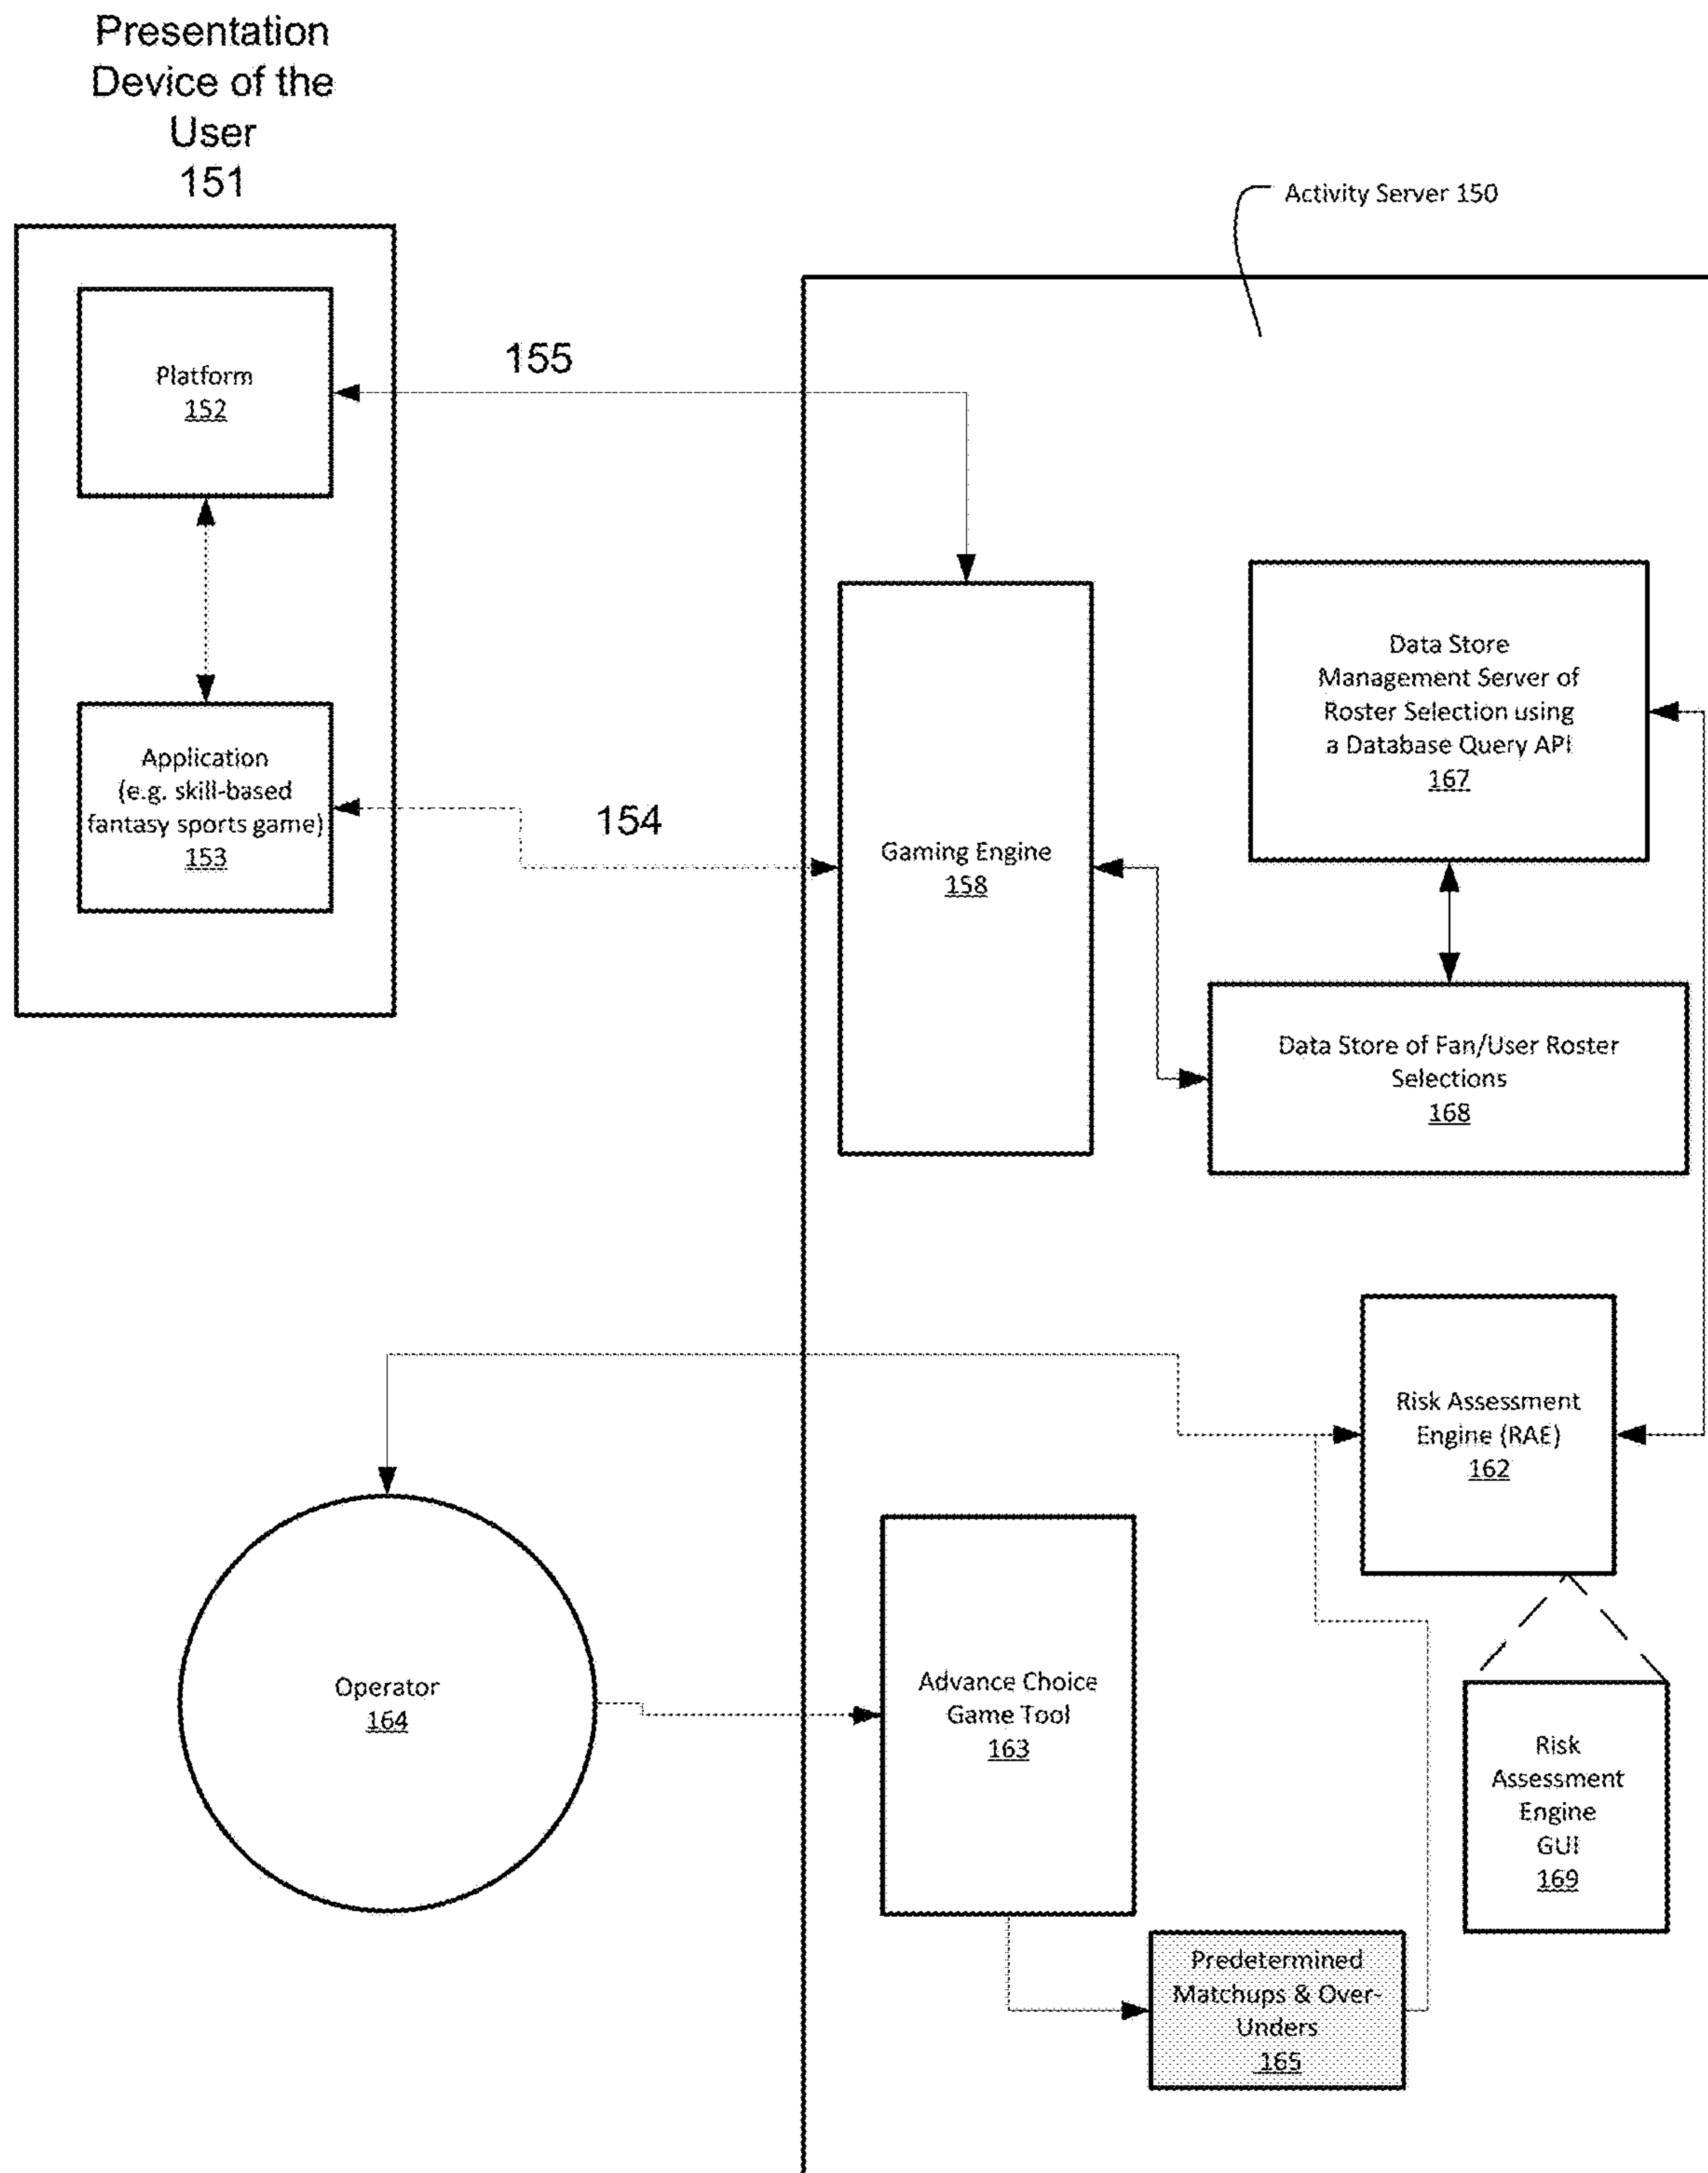 Presentation
Device of the
User
151
Activity Server 150
Platform
152
155
Application
(e.g. skill-based
fantasy sports game)
153
154
Gaming Engine
158
Data Store
Management Server of
Roster Selection using
a Database Query API
167
Data Store of Fan/User Roster
Selections
168
Risk Assessment
Engine (RAE)
162
Operator
164
Advance Choice
Game Tool
163
Risk
Assessment
Engine
GUI
169
Predetermined
Matchups & Over-
Unders
165